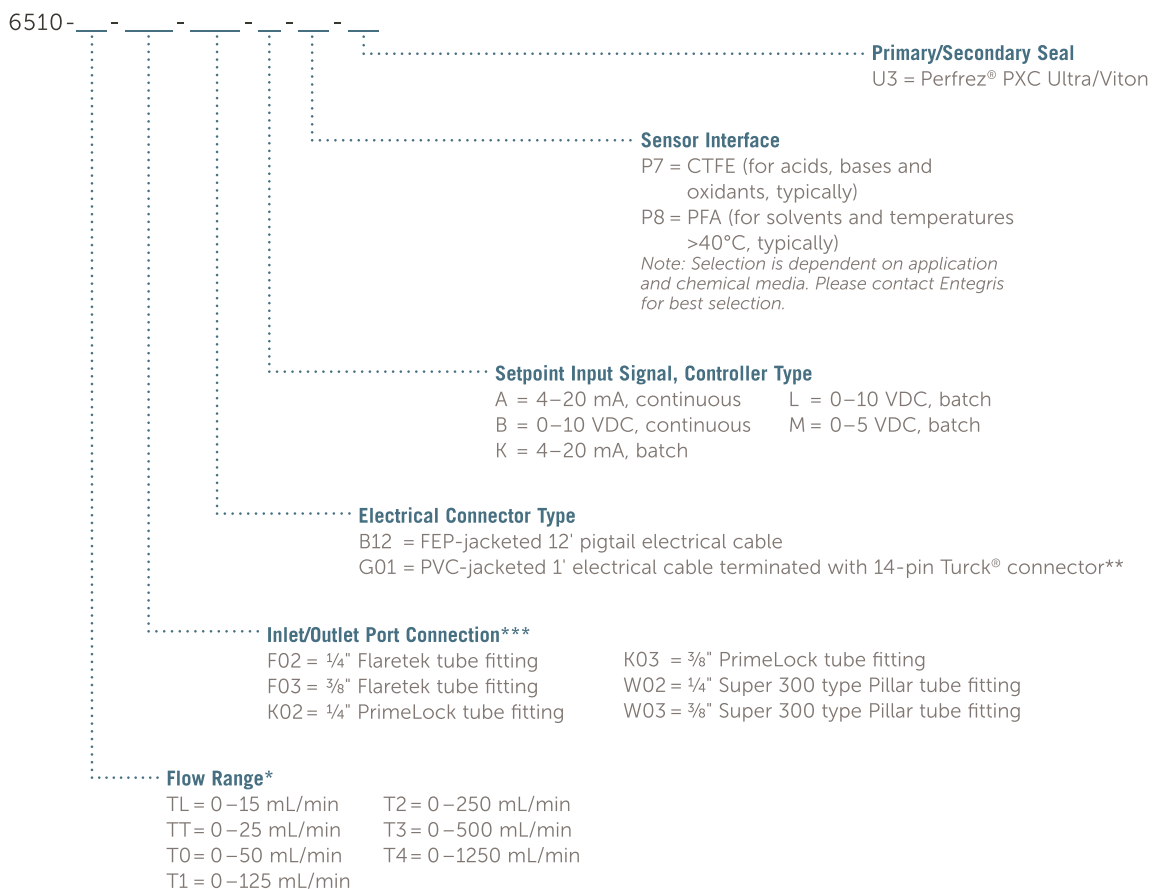 6510-__-___-___-_-__-__
Primary/Secondary Seal
U3 = Perfrez® PXC Ultra/Viton
Sensor Interface
P7 = CTFE (for acids, bases and
oxidants, typically)
P8 = PFA (for solvents and temperatures
>40°C, typically)
Note: Selection is dependent on application
and chemical media. Please contact Entegris
for best selection.
Setpoint Input Signal, Controller Type
A = 4–20 mA, continuous
B = 0–10 VDC, continuous
K = 4–20 mA, batch
L = 0–10 VDC, batch
M = 0–5 VDC, batch
Electrical Connector Type
B12 = FEP-jacketed 12' pigtail electrical cable
G01 = PVC-jacketed 1' electrical cable terminated with 14-pin Turck® connector**
Inlet/Outlet Port Connection***
F02 = ¼" Flaretek tube fitting
F03 = ⅜" Flaretek tube fitting
K02 = ¼" PrimeLock tube fitting
K03 = ⅜" PrimeLock tube fitting
W02 = ¼" Super 300 type Pillar tube fitting
W03 = ⅜" Super 300 type Pillar tube fitting
Flow Range*
TL = 0–15 mL/min
TT = 0–25 mL/min
T0 = 0–50 mL/min
T1 = 0–125 mL/min
T2 = 0–250 mL/min
T3 = 0–500 mL/min
T4 = 0–1250 mL/min